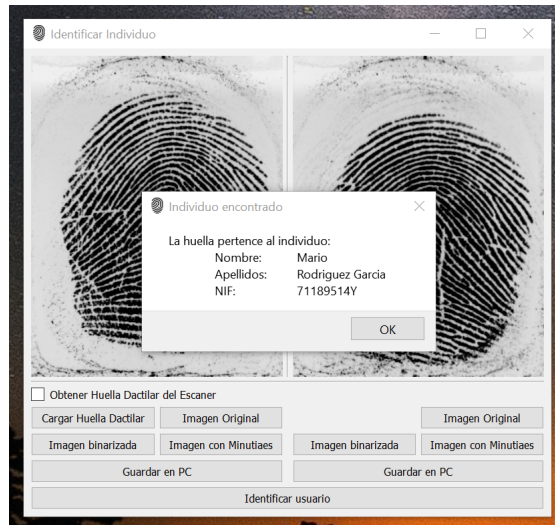 Identificar Individuo
Individuo encontrado
La huella pertence al individuo:
Nombre: Mario
Apellidos: Rodriguez Garcia
NIF: 71189514Y
OK
Obtener Huella Dactilar del Escaner
Cargar Huella Dactilar Imagen Original Imagen Original
Imagen binarizada Imagen con Minutiaes Imagen binarizada Imagen con Minutiaes
Guardar en PC Guardar en PC
Identificar usuario